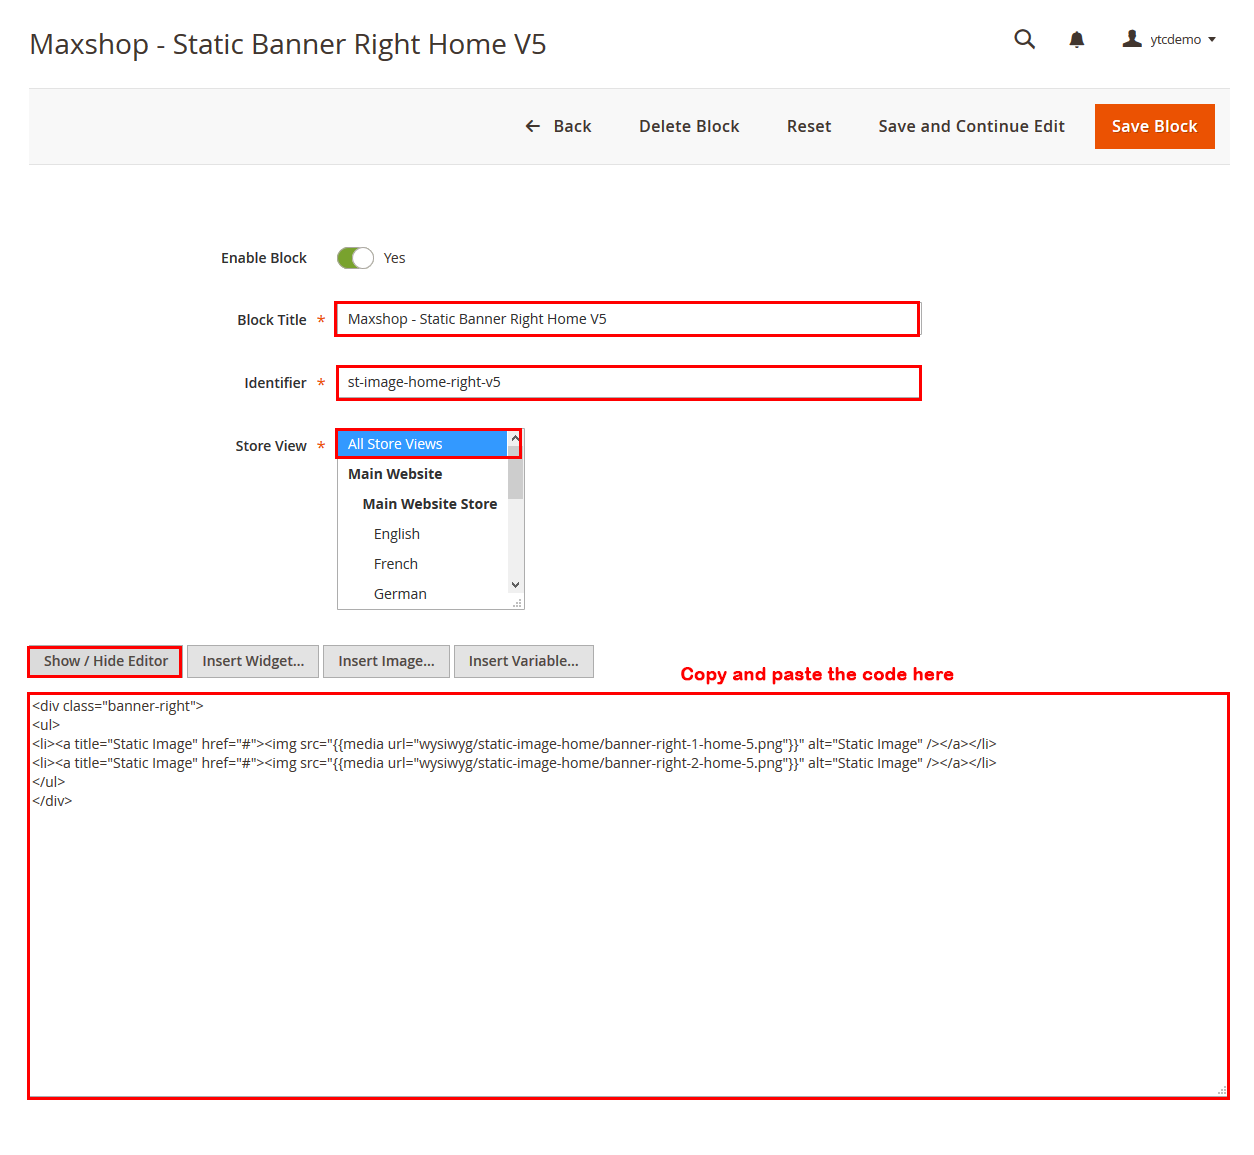 Maxshop - Static Banner Right Home V5
ytcdemo
Back Delete Block Reset Save and Continue Edit Save Block
Enable Block Yes
Block Title * Maxshop - Static Banner Right Home V5
Identifier * st-image-home-right-v5
Store View * All Store Views
Main Website
Main Website Store
English
French
German
Show / Hide Editor Insert Widget... Insert Image... Insert Variable...
Copy and paste the code here
<div class="banner-right">
<ul>
<li><a title="Static Image" href="#"><img src="{{media url="wysiwyg/static-image-home/banner-right-1-home-5.png"}}" alt="Static Image" /></a></li>
<li><a title="Static Image" href="#"><img src="{{media url="wysiwyg/static-image-home/banner-right-2-home-5.png"}}" alt="Static Image" /></a></li>
</ul>
</div>